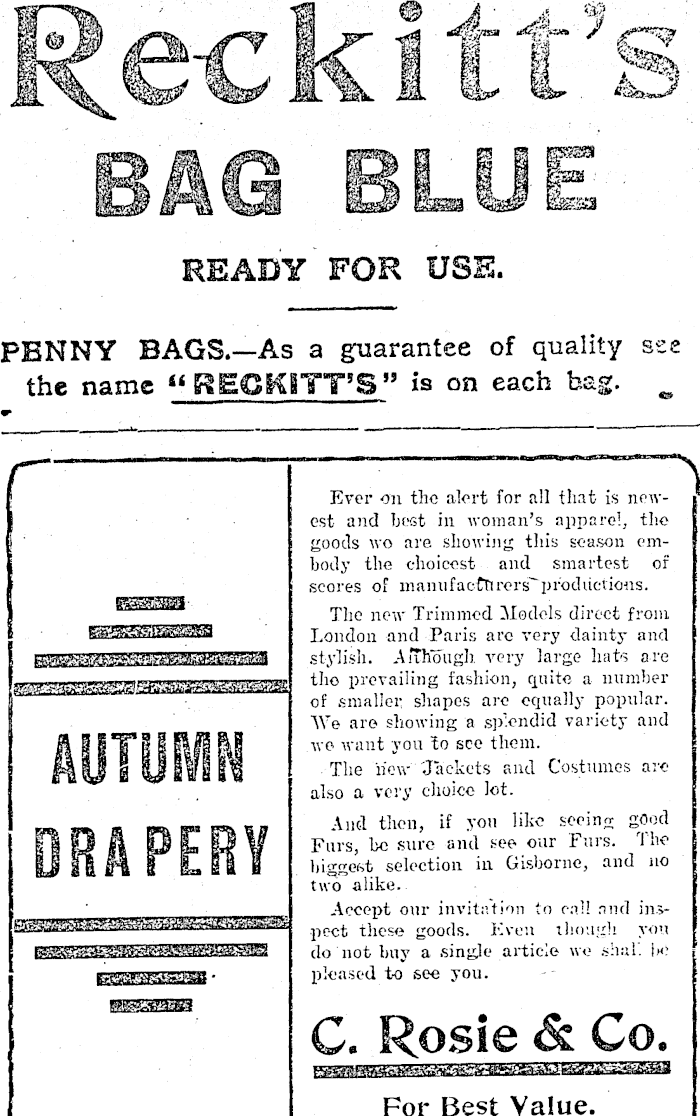 Reckitt's
BAG BLUE
READY FOR USE.
PENNY BAGS.—As a guarantee of quality see
the name "RECKITT'S" is on each bag.
AUTUMN
DRAPERY
Ever on the alert for all that is new-
est and best in woman's apparel, the
goods we are showing this season em-
body the choicest and smartest of
scores of manufacturers' productions.
The new Trimmed Models direct from
London and Paris are very dainty and
stylish. Although very large hats are
the prevailing fashion, quite a number
of smaller shapes are equally popular.
We are showing a splendid variety and
we want you to see them.
The new Jackets and Costumes are
also a very choice lot.
And then, if you like seeing good
Furs, be sure and see our Furs. The
biggest selection in Gisborne, and no
two alike.
Accept our invitation to call and ins-
pect these goods. Even though you
do not buy a single article we shall be
pleased to see you.
C. Rosie & Co.
For Best Value.